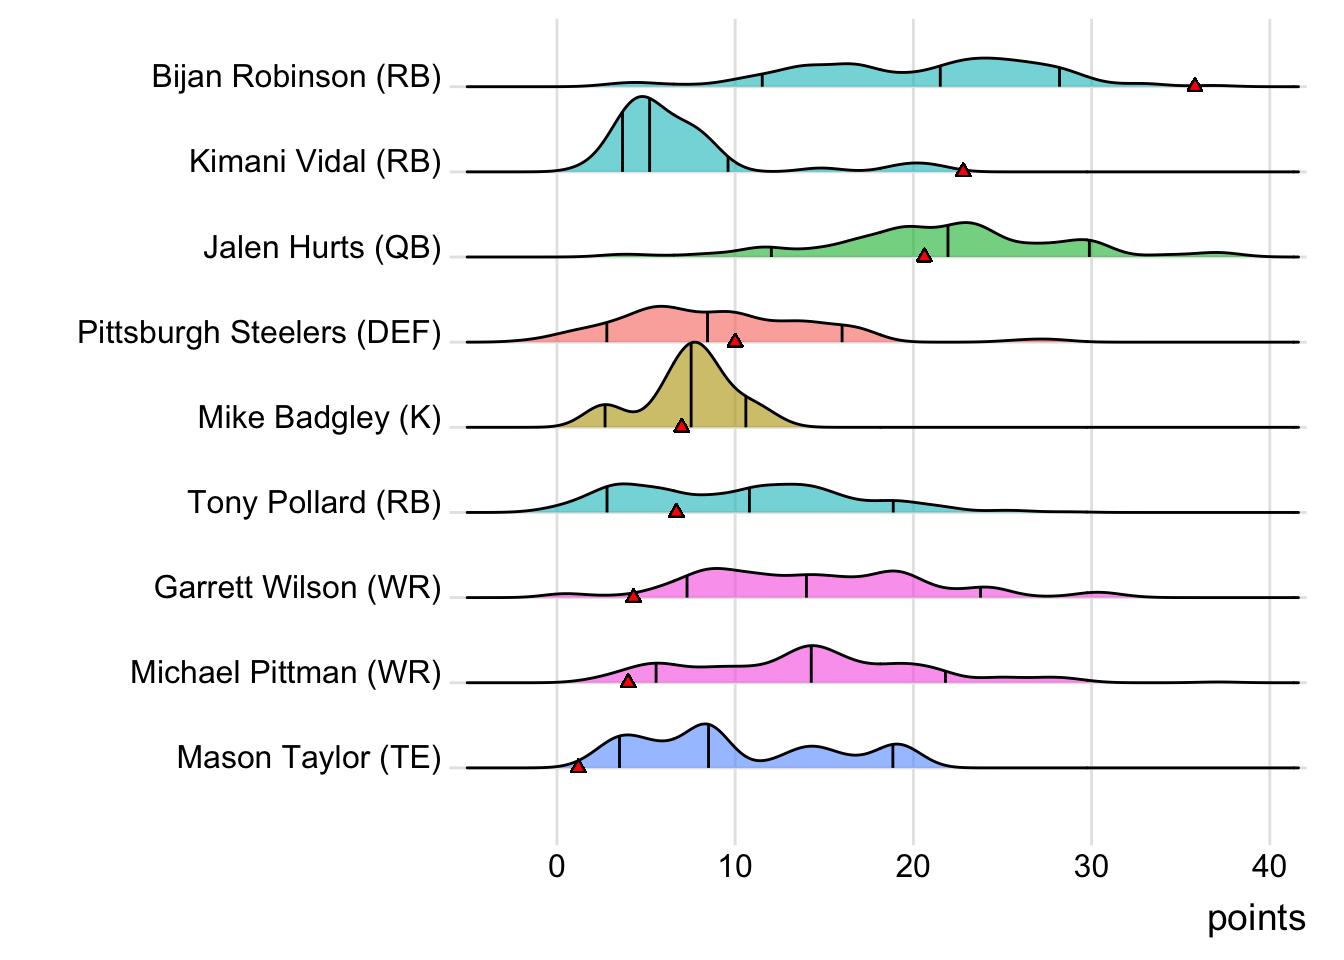 Bijan Robinson (RB)
Kimani Vidal (RB)
Jalen Hurts (QB)
Pittsburgh Steelers (DEF)
Mike Badgley (K)
Tony Pollard (RB)
Garrett Wilson (WR)
Michael Pittman (WR)
Mason Taylor (TE)
0 10 20 30 40
points